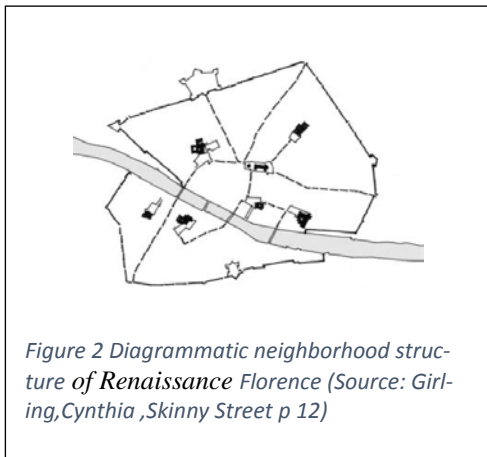 Figure 2 Diagrammatic neighborhood struc-
ture of Renaissance Florence (Source: Girl-
ing,Cynthia ,Skinny Street p 12)